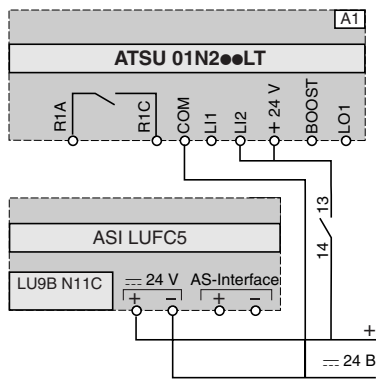 A1
ATSU 01N2●●LT
R1A
R1C
COM
LI1
LI2
+ 24 V
BOOST
LO1
13
14
ASI LUFC5
LU9B N11C
⎓ 24 V
AS-Interface
+
−
+
−
+
⎓ 24 B